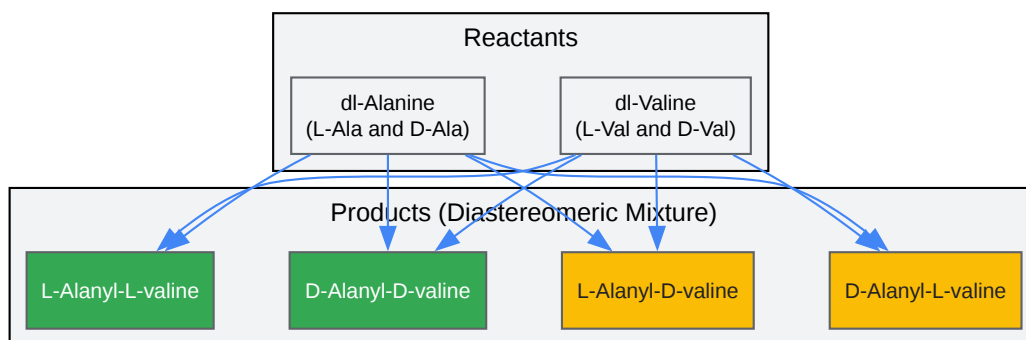 Reactants
dl-Alanine
(L-Ala and D-Ala)
dl-Valine
(L-Val and D-Val)
Products (Diastereomeric Mixture)
L-Alanyl-L-valine
D-Alanyl-D-valine
L-Alanyl-D-valine
D-Alanyl-L-valine